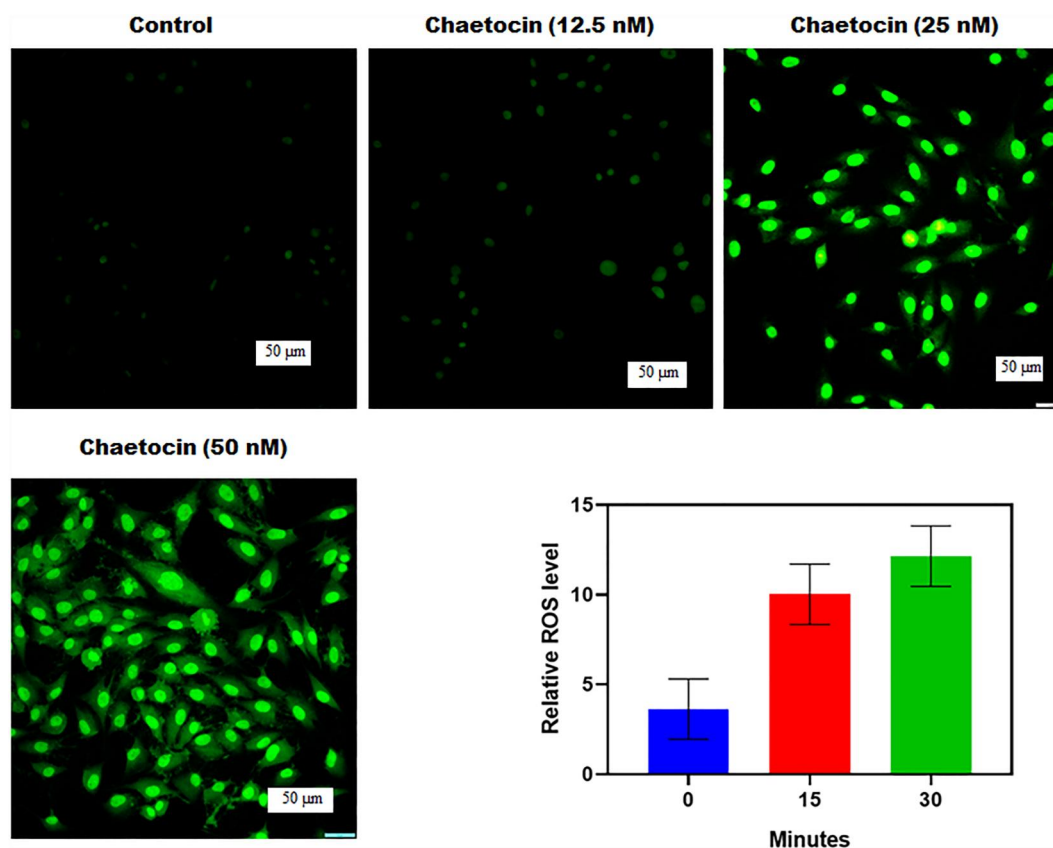 Control
Chaetocin (12.5 nM)
Chaetocin (25 nM)
50 µm
50 µm
50 µm
Chaetocin (50 nM)
50 µm
Relative ROS level
15
10
5
0
0
15
30
Minutes